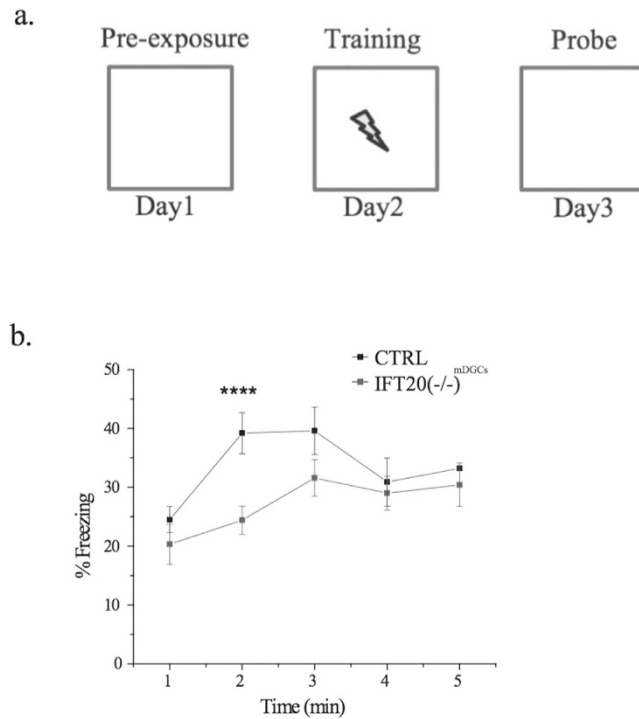 a.
Pre-exposure Training Probe
Day1 Day2 Day3
b.
CTRL
IFT20(-/-)mDGCs
****
50
40
30
20
10
0
% Freezing
1 2 3 4 5
Time (min)